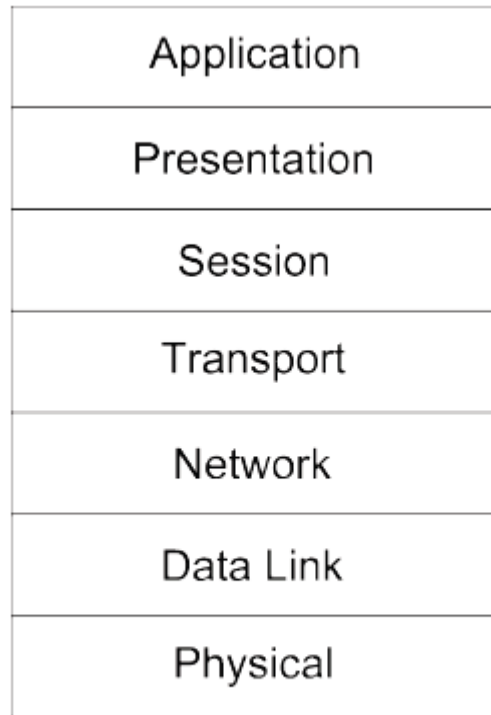 Application
Presentation
Session
Transport
Network
Data Link
Physical